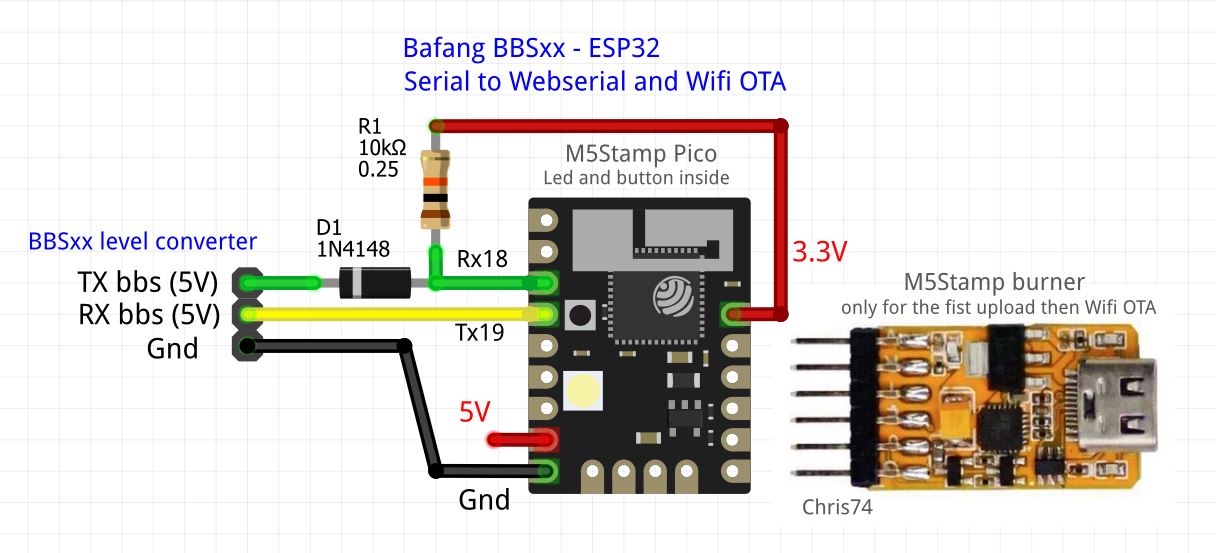 Bafang BBSxx - ESP32
Serial to Webserial and Wifi OTA
R1
10kΩ
0.25
M5Stamp Pico
Led and button inside
D1
1N4148
BBSxx level converter
Rx18
3.3V
TX bbs (5V)
RX bbs (5V)
Tx19
Gnd
M5Stamp burner
only for the fist upload then Wifi OTA
5V
Gnd
Chris74